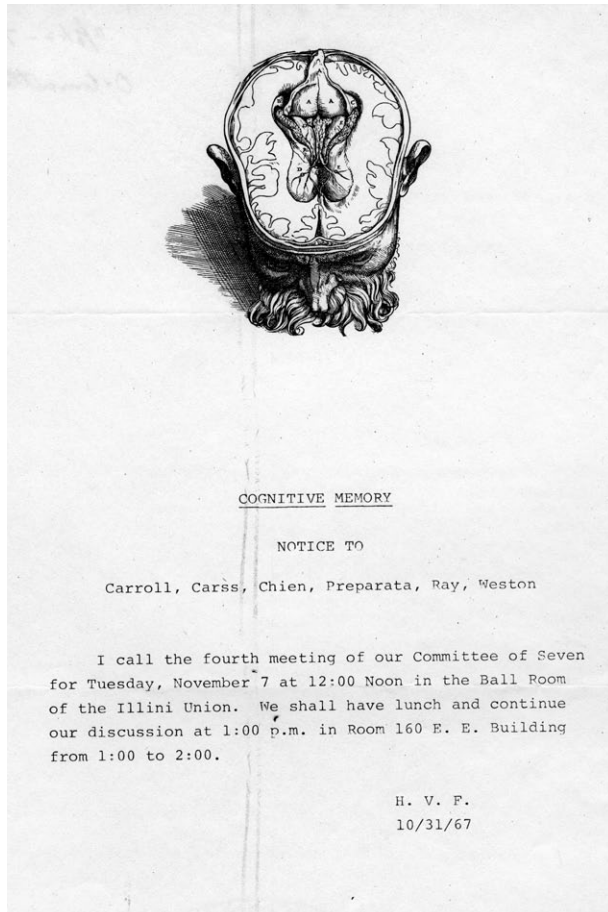 COGNITIVE MEMORY
NOTICE TO
Carroll, Carss, Chien, Preparata, Ray, Weston
I call the fourth meeting of our Committee of Seven
for Tuesday, November 7 at 12:00 Noon in the Ball Room
of the Illini Union. We shall have lunch and continue
our discussion at 1:00 p.m. in Room 160 E. E. Building
from 1:00 to 2:00.
H. V. F.
10/31/67